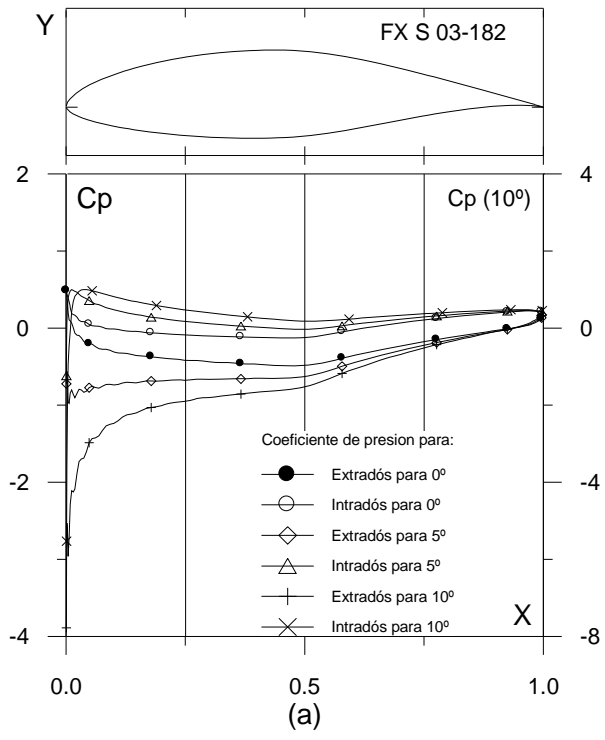 Y
FX S 03-182
2
4
Cp
Cp (10º)
0
0
Coeficiente de presion para:
Extradós para 0º
Intradós para 0º
-2
-4
Extradós para 5º
Intradós para 5º
Extradós para 10º
X
Intradós para 10º
-4
-8
0.0
0.5
1.0
(a)